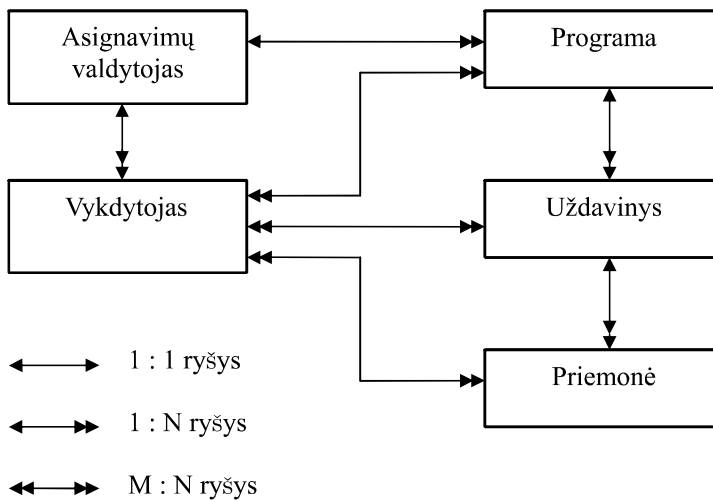 Asignavimų
valdytojas
Programa
Vykdytojas
Uždavinys
Priemonė
1 : 1 ryšys
1 : N ryšys
M : N ryšys